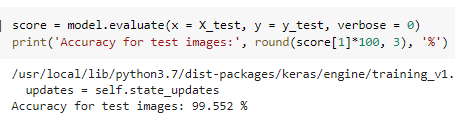 score = model.evaluate(x = X_test, y = y_test, verbose = 0)
print('Accuracy for test images:', round(score[1]*100, 3), '%')
/usr/local/lib/python3.7/dist-packages/keras/engine/training_v1.
updates = self.state_updates
Accuracy for test images: 99.552 %